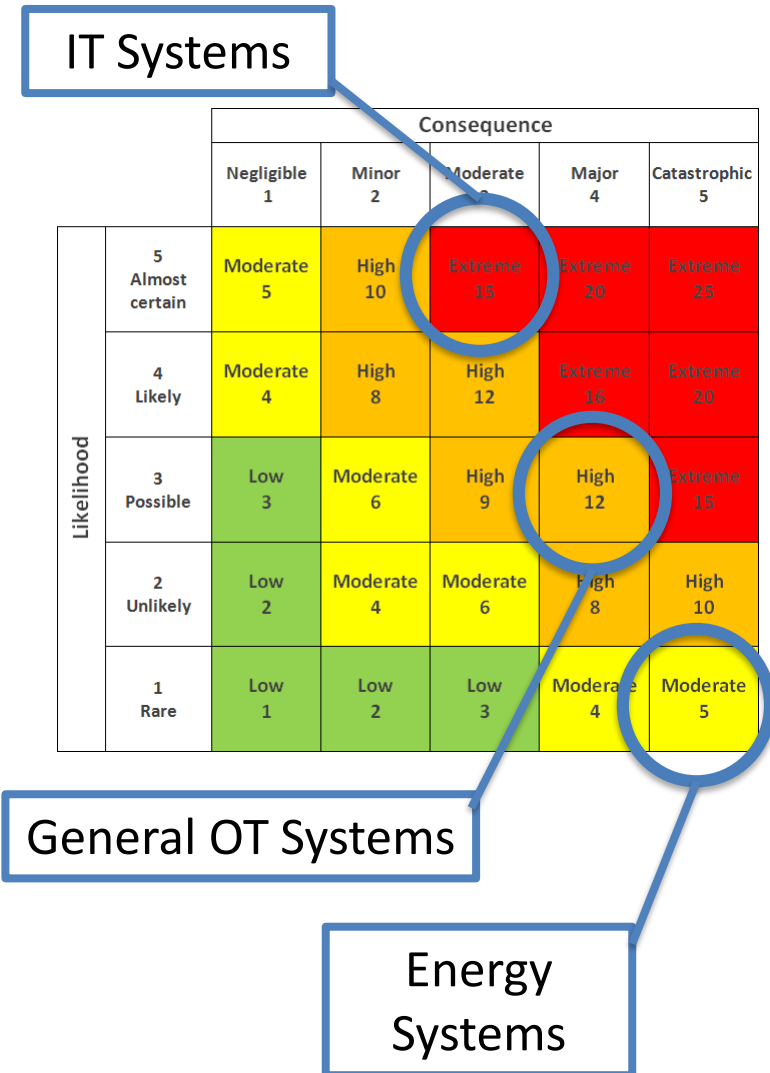 IT Systems
Consequence
Negligible
1
Minor
2
Moderate
3
Major
4
Catastrophic
5
Likelihood
5
Almost
certain
Moderate
5
High
10
Extreme
15
Extreme
20
Extreme
25
4
Likely
Moderate
4
High
8
High
12
Extreme
16
Extreme
20
3
Possible
Low
3
Moderate
6
High
9
High
12
Extreme
15
2
Unlikely
Low
2
Moderate
4
Moderate
6
High
8
High
10
1
Rare
Low
1
Low
2
Low
3
Moderate
4
Moderate
5
General OT Systems
Energy
Systems